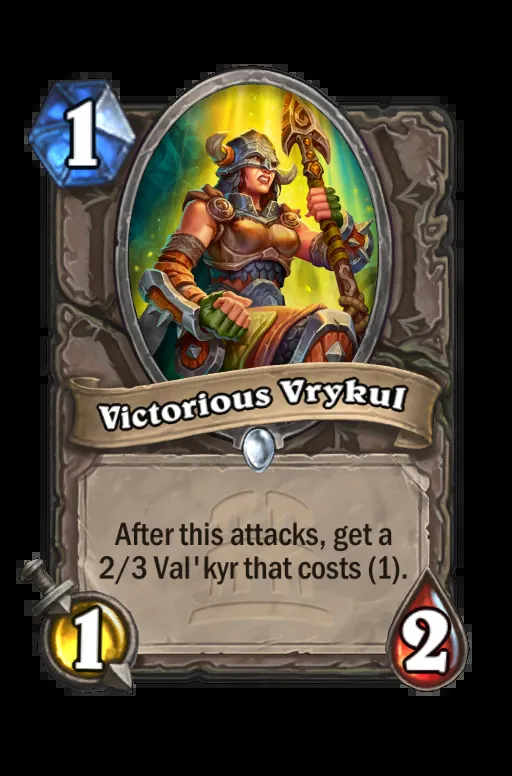 1
Victorious Vrykul
After this attacks, get a
2/3 Val'kyr that costs (1).
1
2